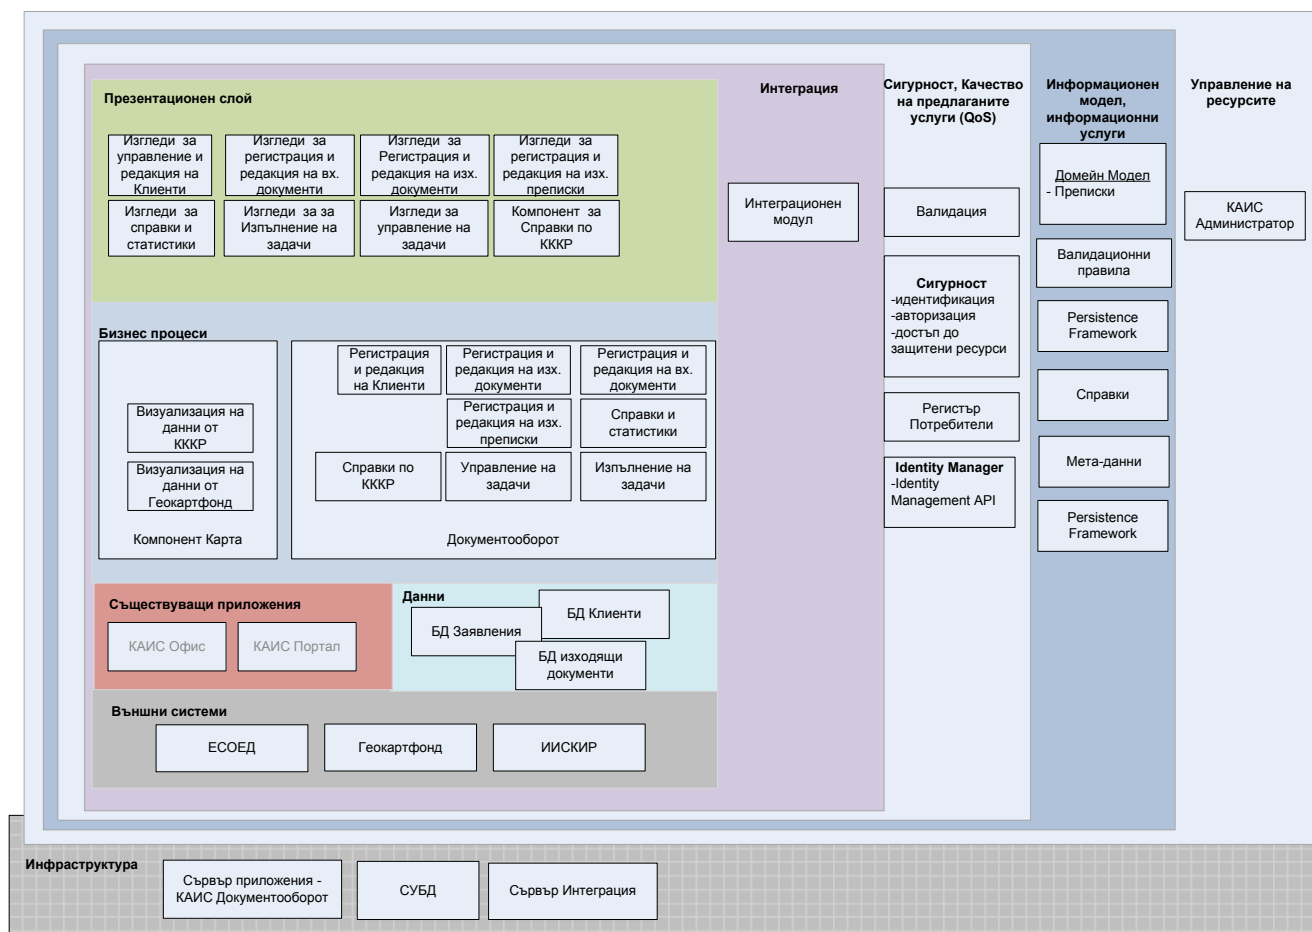 Презентационен слой
Изгледи за
управление и
редакция на
Клиенти
Изгледи за
регистрация и
редакция на вх.
документи
Изгледи за
Регистрация и
редакция на изх.
документи
Изгледи за
регистрация и
редакция на изх.
преписки
Изгледи за
справки и
статистики
Изгледи за за
Изпълнение на
задачи
Изгледи за
управление на
задачи
Компонент за
Справки по
КККР
Бизнес процеси
Визуализация на
данни от
КККР
Визуализация на
данни от
Геокартфонд
Компонент Карта
Регистрация
и редакция
на Клиенти
Регистрация и
редакция на изх.
документи
Регистрация и
редакция на вх.
документи
Регистрация и
редакция на изх.
преписки
Справки и
статистики
Справки по
КККР
Управление на
задачи
Изпълнение на
задачи
Документооборот
Съществуващи приложения
КАИС Офис
КАИС Портал
Данни
БД Клиенти
БД Заявления
БД изходящи
документи
Външни системи
ЕСОЕД
Геокартфонд
ИИСКИР
Интеграция
Интеграционен
модул
Сигурност, Качество
на предлаганите
услуги (QoS)
Валидация
Сигурност
-идентификация
-авторизация
-достъп до
защитени ресурси
Регистър
Потребители
Identity Manager
-Identity
Management API
Информационен
модел,
информационни
услуги
Домейн Модел
- Преписки
Валидационни
правила
Persistence
Framework
Справки
Мета-данни
Persistence
Framework
Управление на
ресурсите
КАИС
Администратор
Инфраструктура
Сървър приложения -
КАИС Документооборот
СУБД
Сървър Интеграция